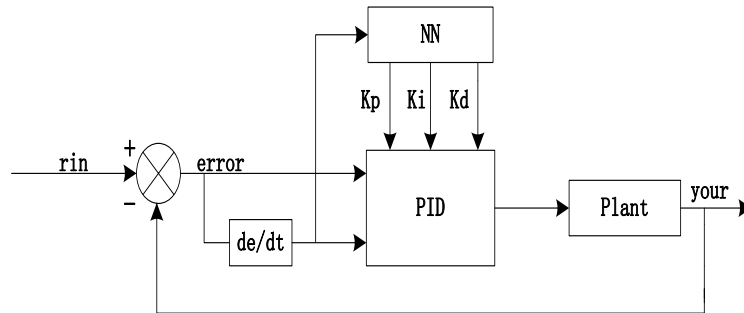 NN
Kp Ki Kd
+
rin
error
-
PID
Plant
your
de/dt